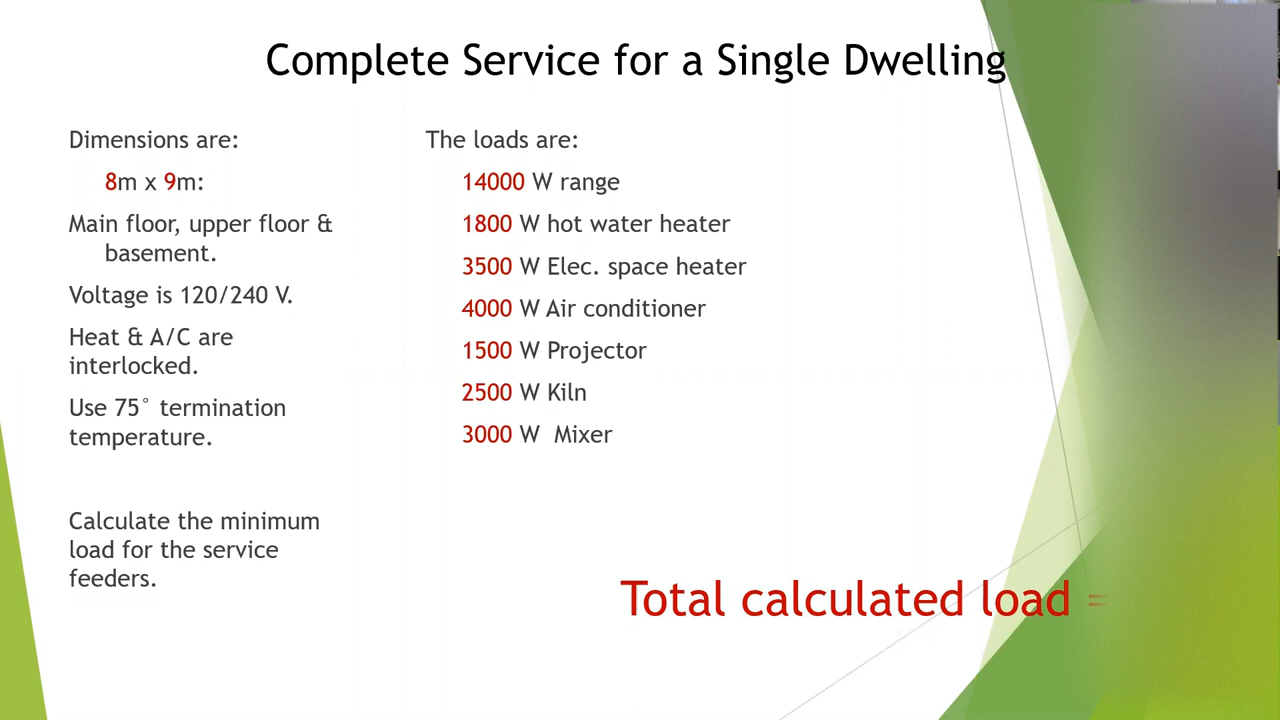 Complete Service for a Single Dwelling
Dimensions are:
8m x 9m:
Main floor, upper floor &
basement.
Voltage is 120/240 V.
Heat & A/C are
interlocked.
Use 75° termination
temperature.
Calculate the minimum
load for the service
feeders.
The loads are:
14000 W range
1800 W hot water heater
3500 W Elec. space heater
4000 W Air conditioner
1500 W Projector
2500 W Kiln
3000 W  Mixer
Total calculated load =